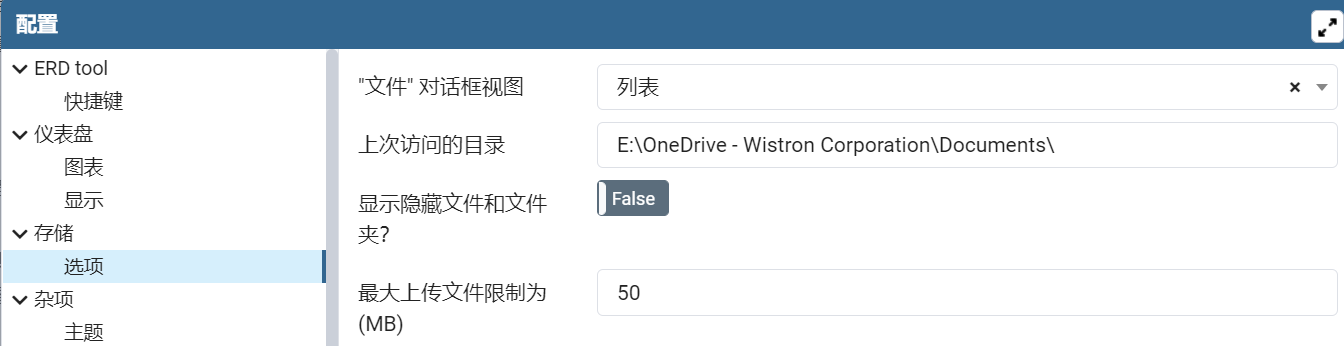 配置
ERD tool
快捷键
仪表盘
图表
显示
存储
选项
杂项
主题
"文件" 对话框视图
列表
上次访问的目录
E:\OneDrive - Wistron Corporation\Documents\
显示隐藏文件和文件
夹?
False
最大上传文件限制为
(MB)
50